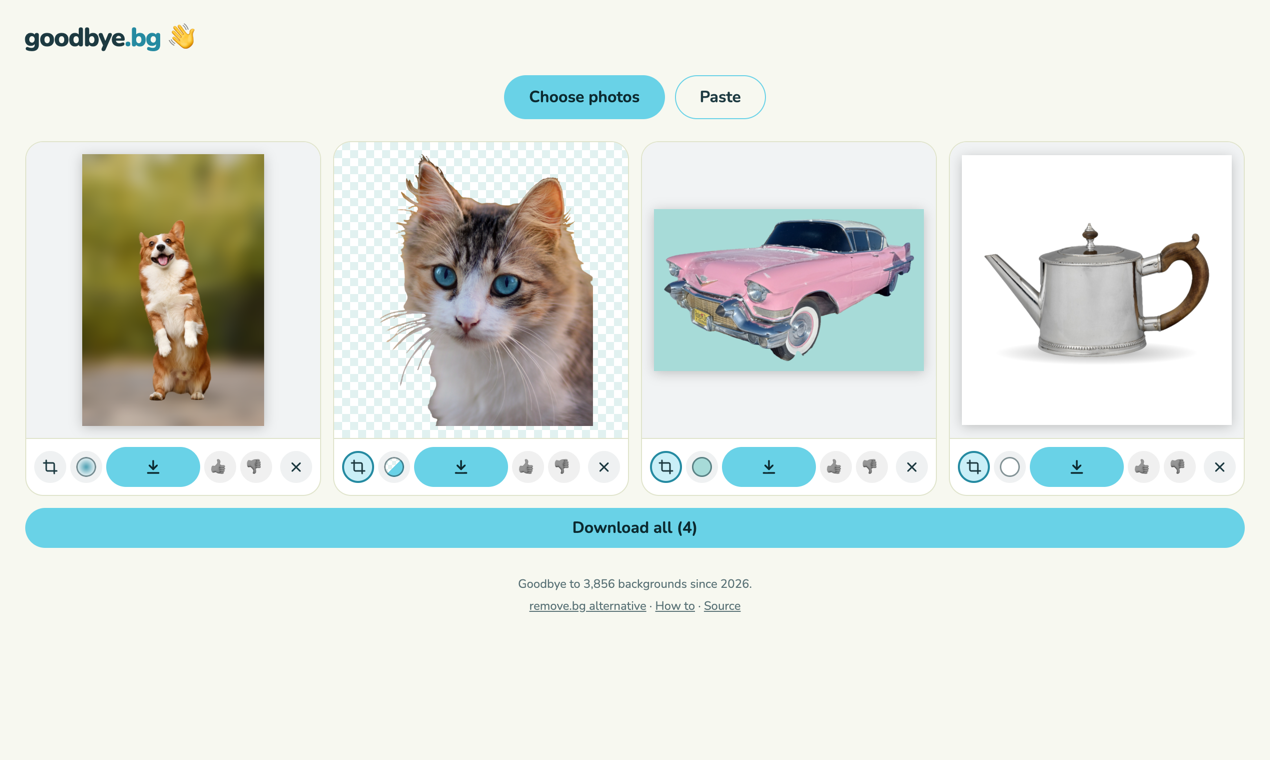 goodbye.bg
Choose photos
Paste
Download all (4)
Goodbye to 3,856 backgrounds since 2026.
remove.bg alternative · How to · Source